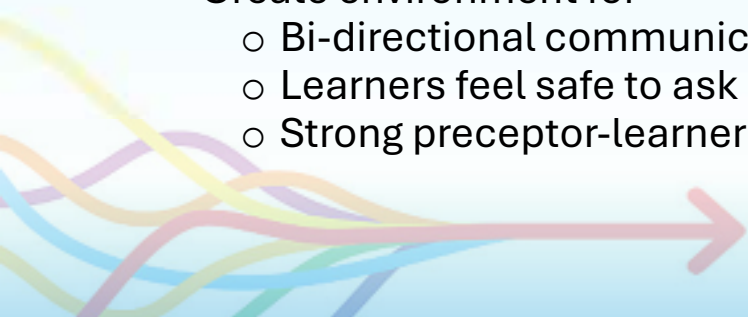 Create environment for
○ Bi-directional communic
○ Learners feel safe to ask
○ Strong preceptor-learner